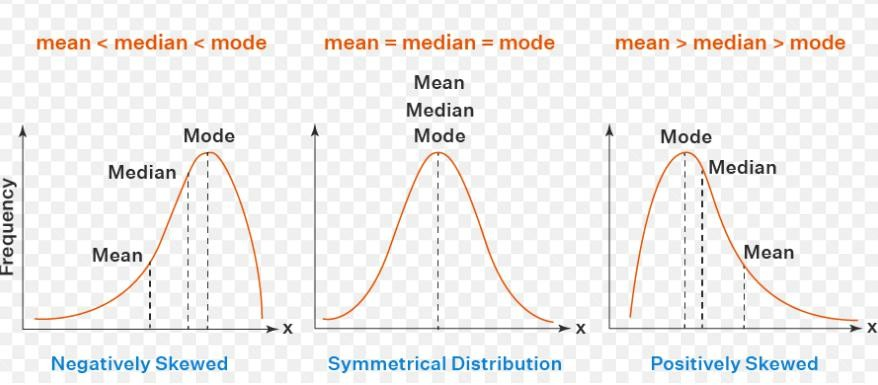 mean < median < mode
mean = median = mode
mean > median > mode
Mode
Median
Mean
Frequency
x
Negatively Skewed
Mean
Median
Mode
x
Symmetrical Distribution
Mode
Median
Mean
x
Positively Skewed